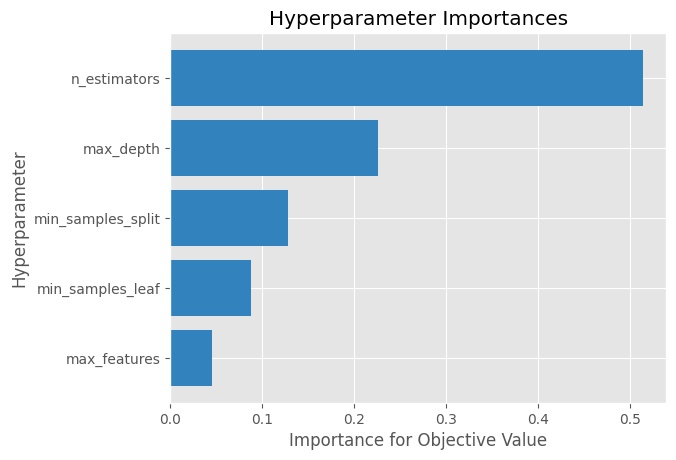 Hyperparameter Importances
Hyperparameter
n_estimators
max_depth
min_samples_split
min_samples_leaf
max_features
0.0 0.1 0.2 0.3 0.4 0.5
Importance for Objective Value